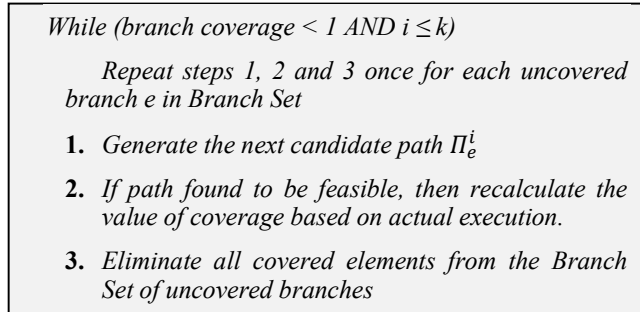 While (branch coverage < 1 AND i ≤ k)
Repeat steps 1, 2 and 3 once for each uncovered
branch e in Branch Set
1. Generate the next candidate path Π_e^i
2. If path found to be feasible, then recalculate the
value of coverage based on actual execution.
3. Eliminate all covered elements from the Branch
Set of uncovered branches